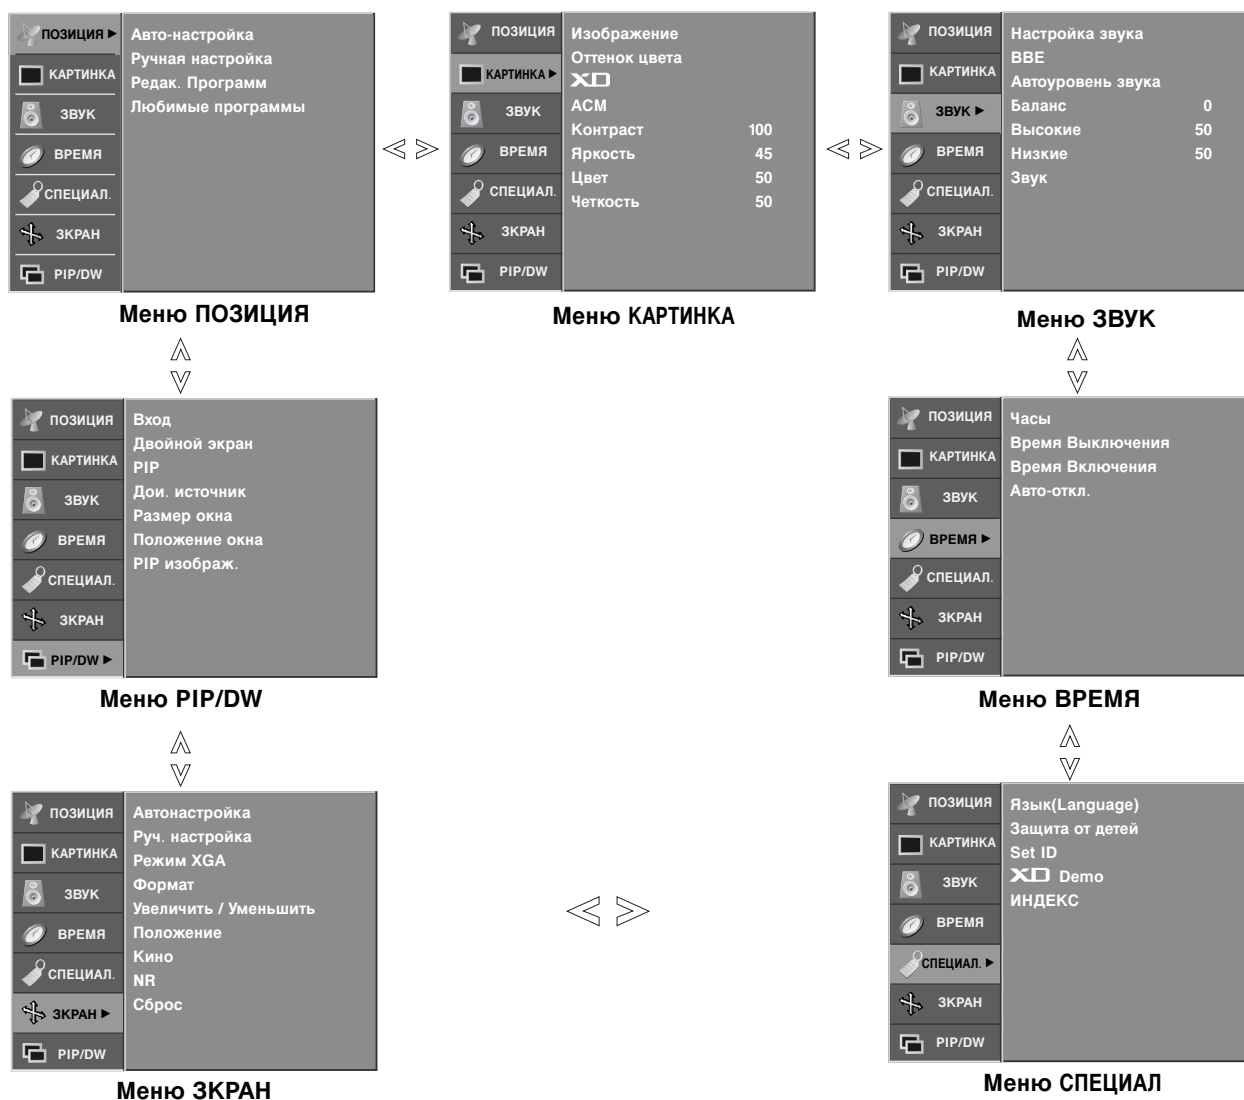 ПОЗИЦИЯ
КАРТИНКА
ЗВУК
ВРЕМЯ
СПЕЦИАЛ.
ЗКРАН
PIP/DW
Авто-настройка
Ручная настройка
Редак. Программ
Любимые программы
Меню ПОЗИЦИЯ
ПОЗИЦИЯ
КАРТИНКА
ЗВУК
ВРЕМЯ
СПЕЦИАЛ.
ЗКРАН
PIP/DW
Изображение
Оттенок цвета
XD
ACM
Контраст 100
Яркость 45
Цвет 50
Четкость 50
Меню КАРТИНКА
ПОЗИЦИЯ
КАРТИНКА
ЗВУК
ВРЕМЯ
СПЕЦИАЛ.
ЗКРАН
PIP/DW
Настройка звука
BBE
Автоуровень звука
Баланс 0
Высокие 50
Низкие 50
Звук
Меню ЗВУК
ПОЗИЦИЯ
КАРТИНКА
ЗВУК
ВРЕМЯ
СПЕЦИАЛ.
ЗКРАН
PIP/DW
Вход
Двойной экран
PIP
Дои. источник
Размер окна
Положение окна
PIP изображ.
Меню PIP/DW
ПОЗИЦИЯ
КАРТИНКА
ЗВУК
ВРЕМЯ
СПЕЦИАЛ.
ЗКРАН
PIP/DW
Часы
Время Выключения
Время Включения
Авто-откл.
Меню ВРЕМЯ
ПОЗИЦИЯ
КАРТИНКА
ЗВУК
ВРЕМЯ
СПЕЦИАЛ.
ЗКРАН
PIP/DW
Автонастройка
Руч. настройка
Режим XGA
Формат
Увеличить / Уменьшить
Положение
Кино
NR
Сброс
Меню ЗКРАН
ПОЗИЦИЯ
КАРТИНКА
ЗВУК
ВРЕМЯ
СПЕЦИАЛ.
ЗКРАН
PIP/DW
Язык(Language)
Защита от детей
Set ID
XD Demo
ИНДЕКС
Меню СПЕЦИАЛ